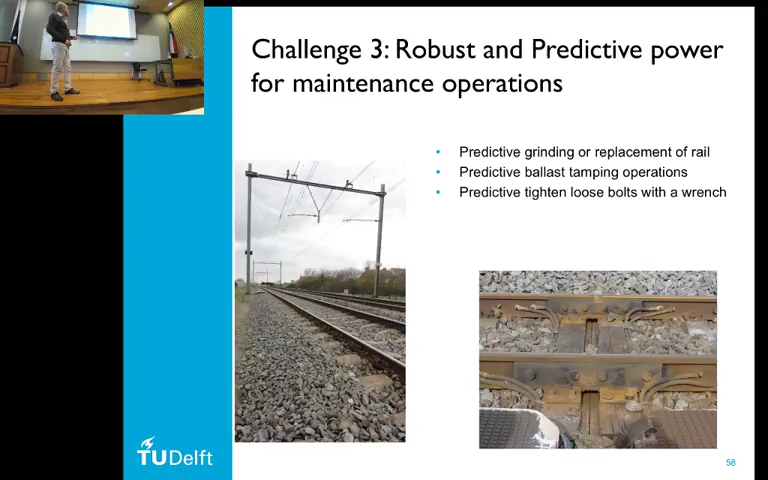 Challenge 3: Robust and Predictive power
for maintenance operations
• Predictive grinding or replacement of rail
• Predictive ballast tamping operations
• Predictive tighten loose bolts with a wrench
TUDelft
58